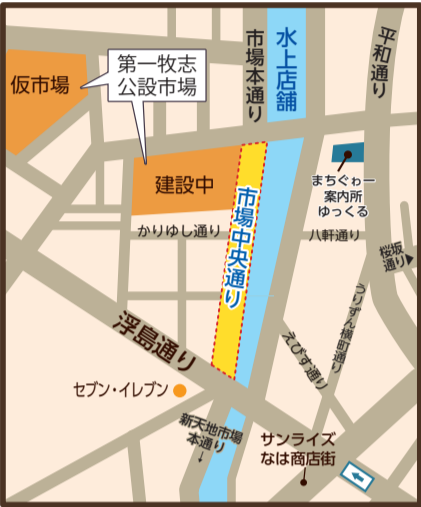 仮市場
第一牧志
公設市場
市場本通り
水上店舗
平和通り
まちぐゎー
案内所
ゆっくる
建設中
市場中央通り
かりゆし通り
八軒通り
桜坂
通り
うりずん横町通り
えびす通り
浮島通り
セブン・イレブン
新天地市場
本通り
サンライズ
なは商店街